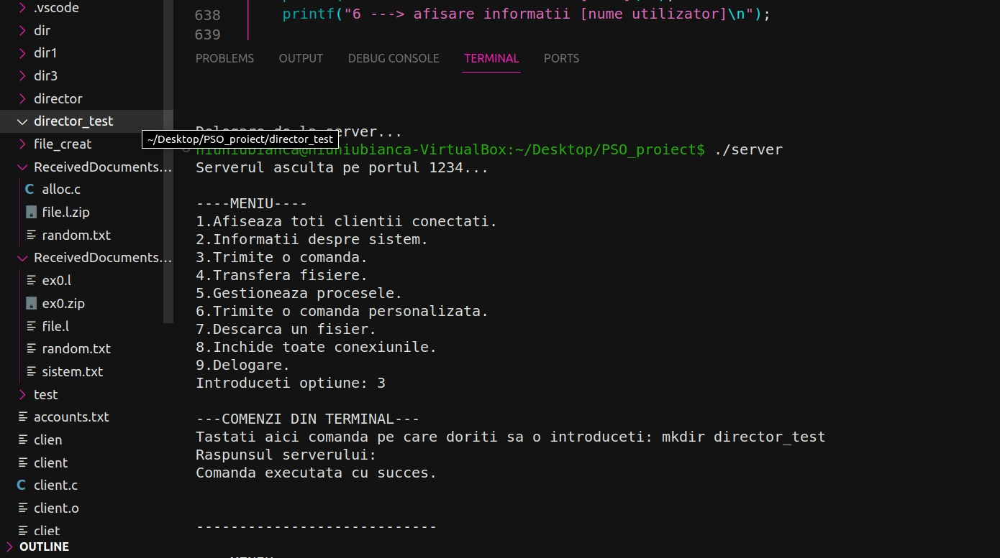 .vscode
dir
dir1
dir3
director
director_test
file_creat
ReceivedDocuments...
alloc.c
file.l.zip
random.txt
ReceivedDocuments...
ex0.l
ex0.zip
file.l
random.txt
sistem.txt
test
accounts.txt
clien
client
client.c
client.o
cliet
OUTLINE
~/Desktop/PSO_proiect/director_test
638 printf("6 ---> afisare informatii [nume utilizator]\n");
639
PROBLEMS OUTPUT DEBUG CONSOLE TERMINAL PORTS
Delogare de la server...
niuniubianca@niuniubianca-VirtualBox:~/Desktop/PSO_proiect$ ./server
Serverul asculta pe portul 1234...
----MENIU----
1.Afiseaza toti clientii conectati.
2.Informatii despre sistem.
3.Trimite o comanda.
4.Transfera fisiere.
5.Gestioneaza procesele.
6.Trimite o comanda personalizata.
7.Descarca un fisier.
8.Inchide toate conexiunile.
9.Delogare.
Introduceti optiune: 3
---COMENZI DIN TERMINAL---
Tastati aici comanda pe care doriti sa o introduceti: mkdir director_test
Raspunsul serverului:
Comanda executata cu succes.
----------------------------